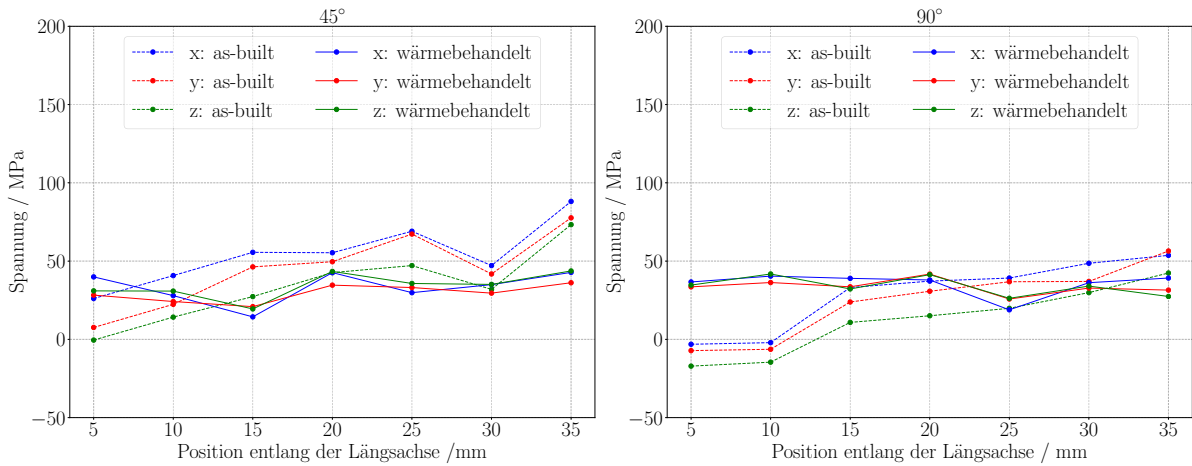 45°
200
150
100
50
0
−50
Spannung / MPa
x: as-built
y: as-built
z: as-built
x: wärmebehandelt
y: wärmebehandelt
z: wärmebehandelt
5 10 15 20 25 30 35
Position entlang der Längsachse /mm
90°
200
150
100
50
0
−50
Spannung / MPa
x: as-built
y: as-built
z: as-built
x: wärmebehandelt
y: wärmebehandelt
z: wärmebehandelt
5 10 15 20 25 30 35
Position entlang der Längsachse / mm